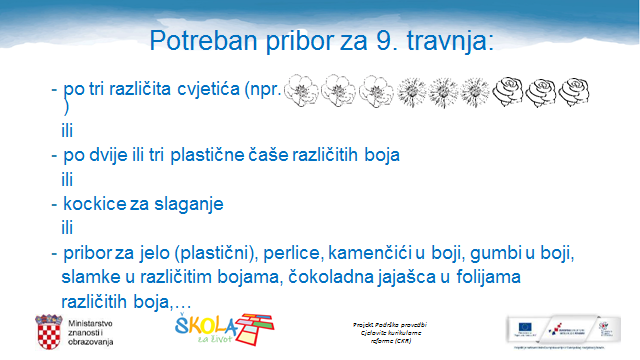 Potreban pribor za 9. travnja:
- po tri različita cvjetića (npr.
)
ili
- po dvije ili tri plastične čaše različitih boja
ili
- kockice za slaganje
ili
- pribor za jelo (plastični), perlice, kamenčići u boji, gumbi u boji,
slamke u različitim bojama, čokoladna jajašca u folijama
različitih boja,...
Ministarstvo
znanosti i
obrazovanja
ŠKOLA
za život
Projekt Podrška provedbi
Cjelovite kurikularne
reforme (CKR)